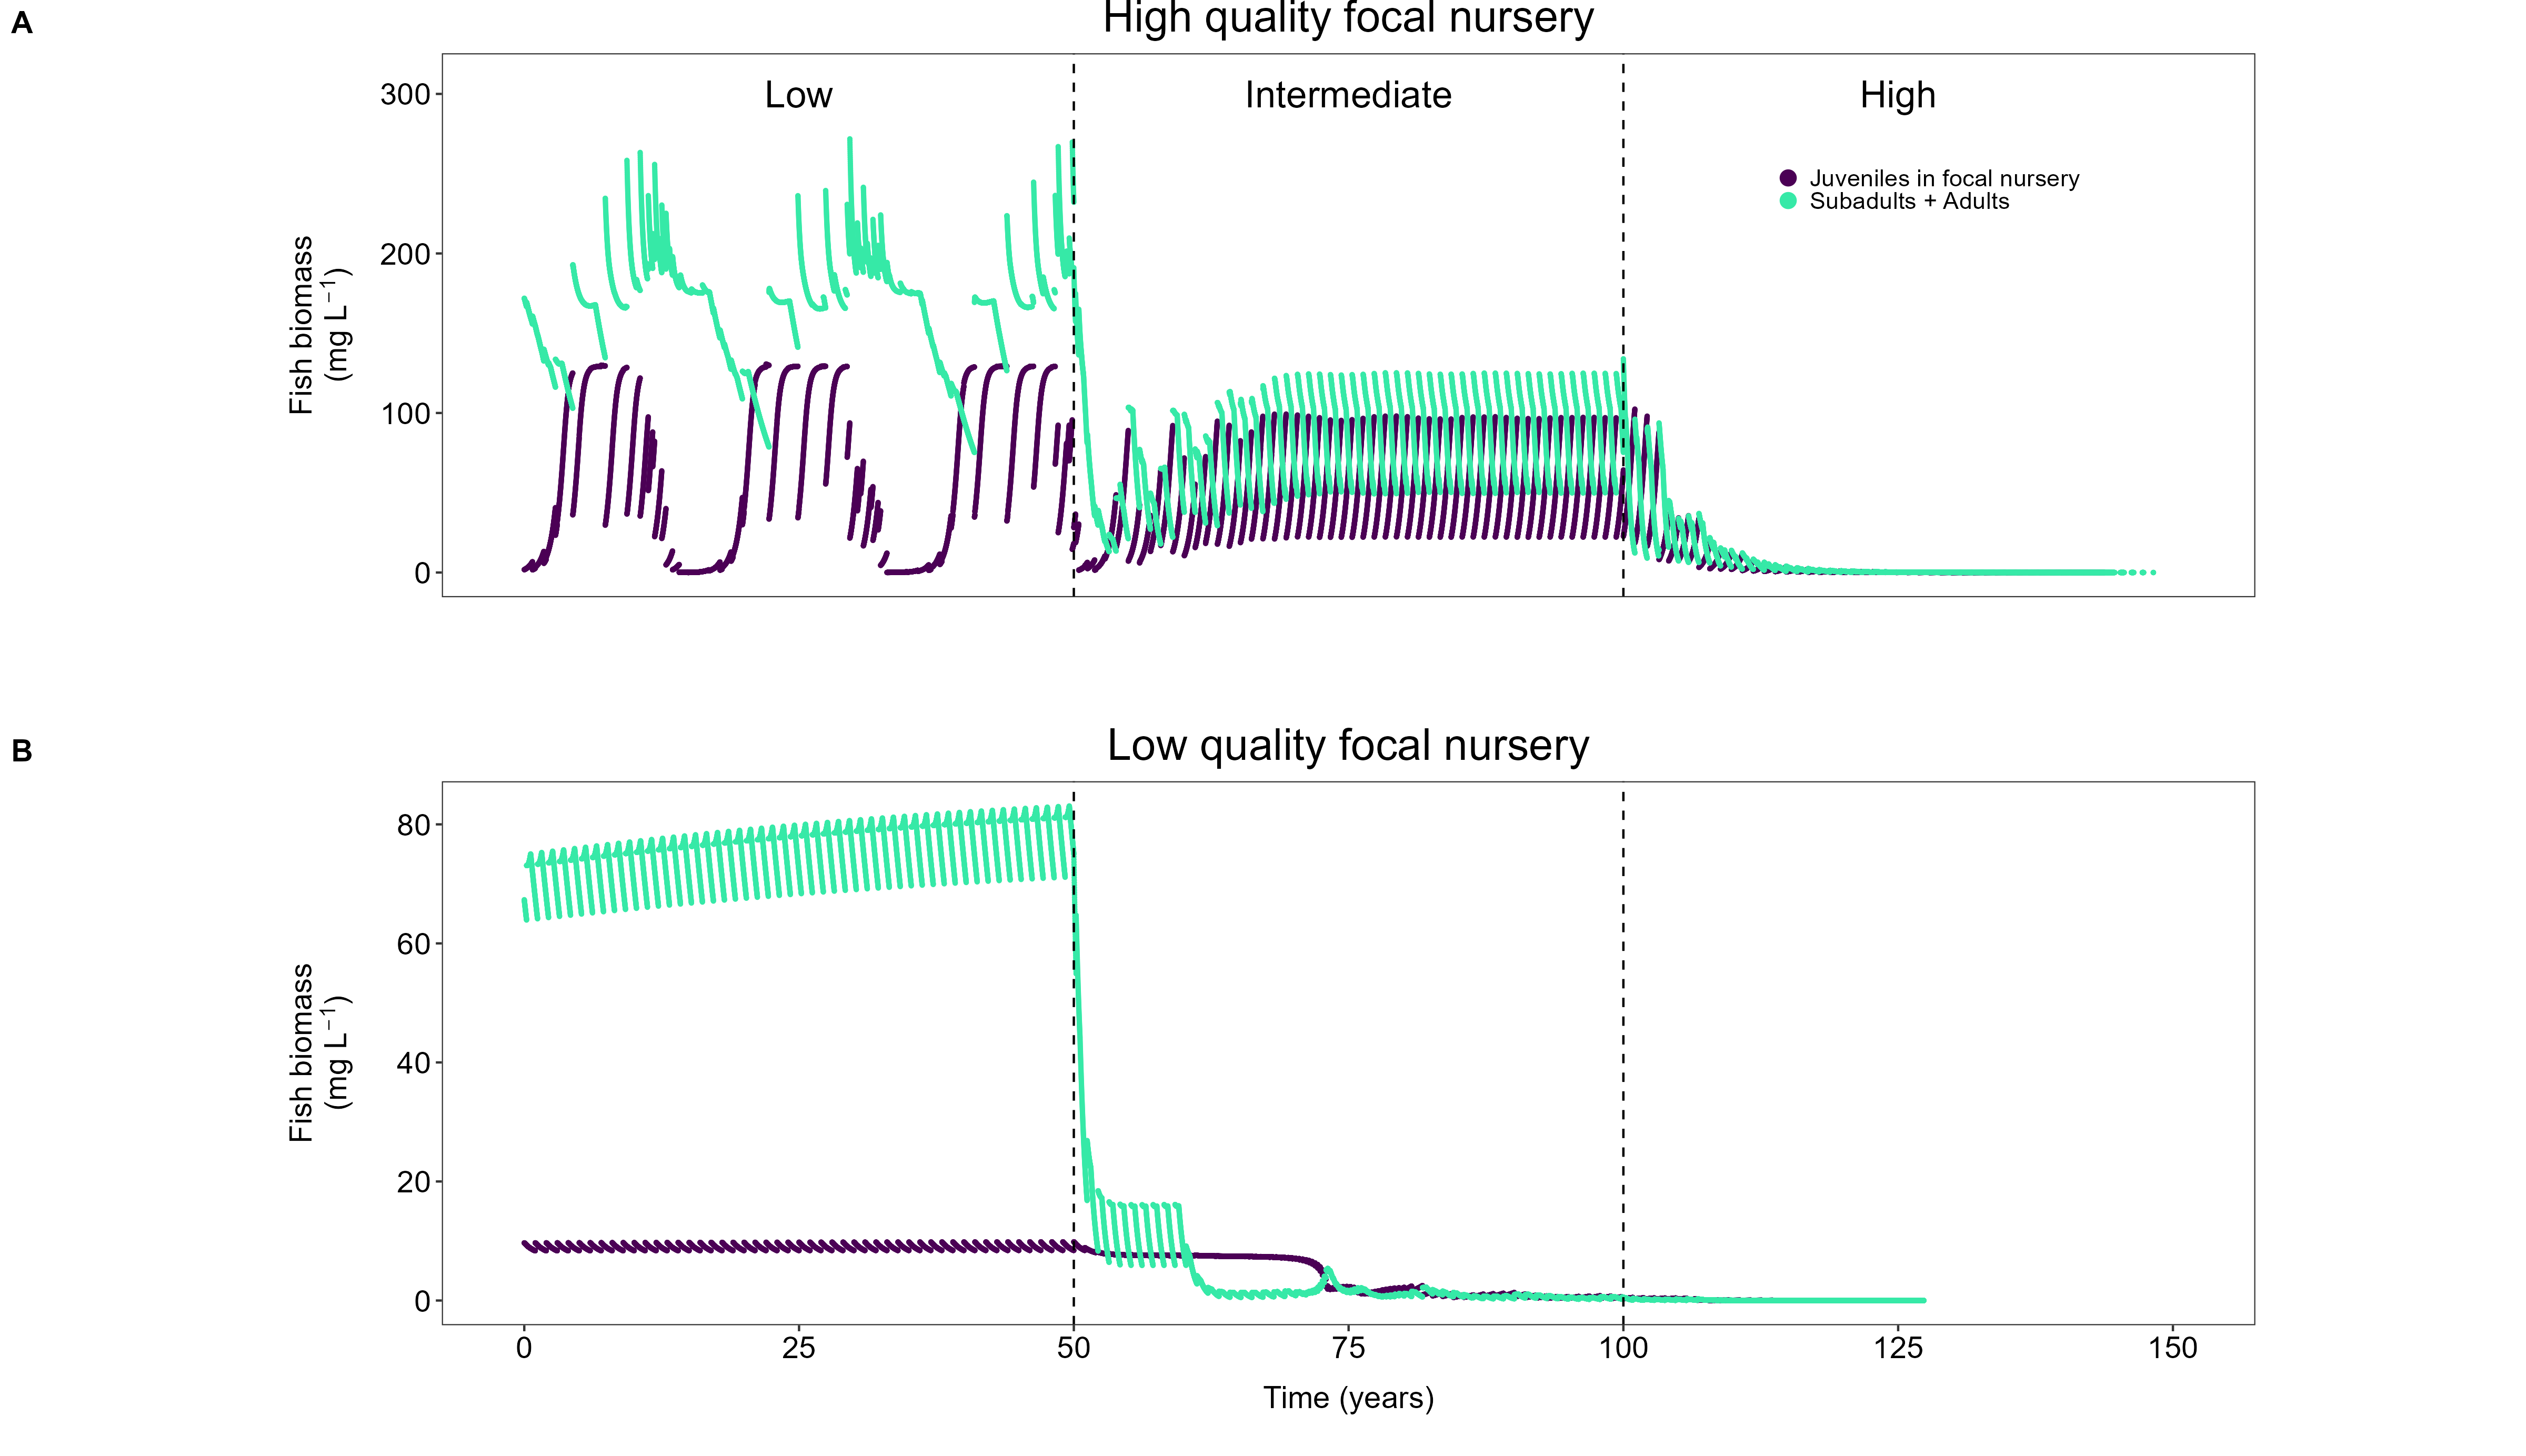 A
High quality focal nursery
Low
Intermediate
High
Juveniles in focal nursery
Subadults + Adults
300
200
100
0
Fish biomass
(mg L⁻¹)
B
Low quality focal nursery
80
60
40
20
0
Fish biomass
(mg L⁻¹)
0 25 50 75 100 125 150
Time (years)